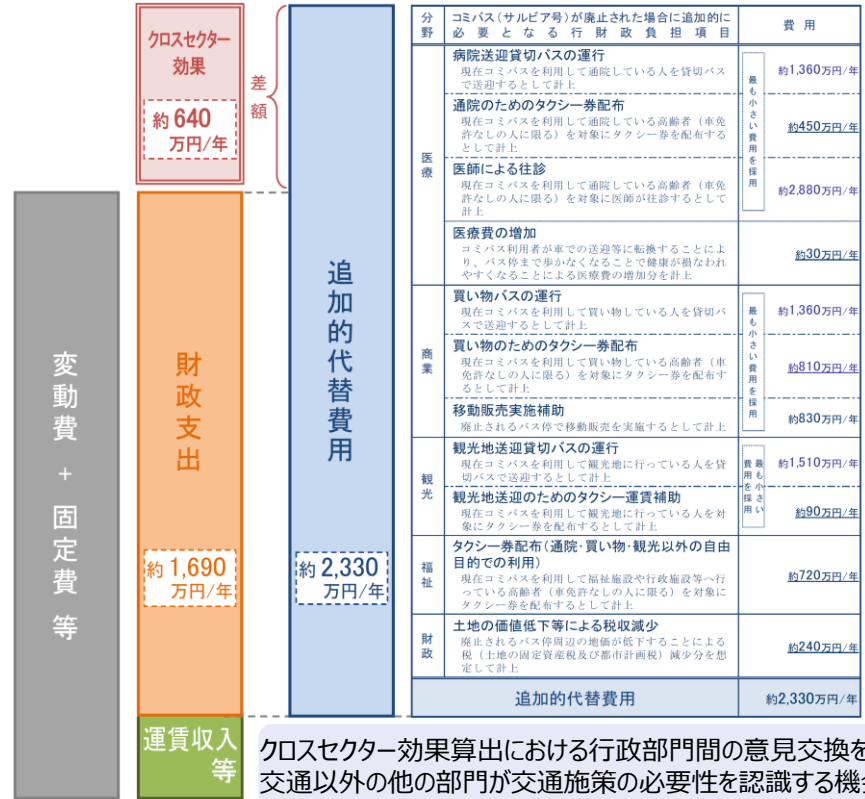 クロスセクター
効果
約 640
万円/年
差
額
変動費 + 固定費 等
財政支出
約 1,690
万円/年
運賃収入
等
追加的代替費用
約 2,330
万円/年
分野
コミバス(サルビア号)が廃止された場合に追加的に
必要となる行財政負担項目
費用
医療
病院送迎貸切バスの運行
現在コミバスを利用して通院している人を貸切バス
で送迎するとして計上
約1,360万円/年
最も小さい費用を採用
通院のためのタクシー券配布
現在コミバスを利用して通院している高齢者(車免
許なしの人に限る)を対象にタクシー券を配布する
として計上
約450万円/年
医師による往診
現在コミバスを利用して通院している高齢者(車免
許なしの人に限る)を対象に医師が往診するとして
計上
約2,880万円/年
医療費の増加
コミバス利用者が車での送迎等に転換することによ
り、バス停まで歩かなくなることで健康が損なわれ
やすくなることによる医療費の増加分を計上
約30万円/年
商業
買い物バスの運行
現在コミバスを利用して買い物している人を貸切バ
スで送迎するとして計上
約1,360万円/年
最も小さい費用を採用
買い物のためのタクシー券配布
現在コミバスを利用して買い物している高齢者(車
免許なしの人に限る)を対象にタクシー券を配布す
るとして計上
約810万円/年
移動販売実施補助
廃止されるバス停で移動販売を実施するとして計上
約830万円/年
観光
観光地送迎貸切バスの運行
現在コミバスを利用して観光地に行っている人を貸
切バスで送迎するとして計上
約1,510万円/年
最も小さい
費用を採用
観光地送迎のためのタクシー運賃補助
現在コミバスを利用して観光地に行っている人を対
象にタクシー券を配布するとして計上
約90万円/年
福祉
タクシー券配布(通院・買い物・観光以外の自由
目的での利用)
現在コミバスを利用して福祉施設や行政施設等へ行
っている高齢者(車免許なしの人に限る)を対象に
タクシー券を配布するとして計上
約720万円/年
財政
土地の価値低下等による税収減少
廃止されるバス停周辺の地価が低下することによる
税(土地の固定資産税及び都市計画税)減少分を想
定して計上
約240万円/年
追加的代替費用
約2,330万円/年
クロスセクター効果算出における行政部門間の意見交換を
交通以外の他の部門が交通施策の必要性を認識する機会